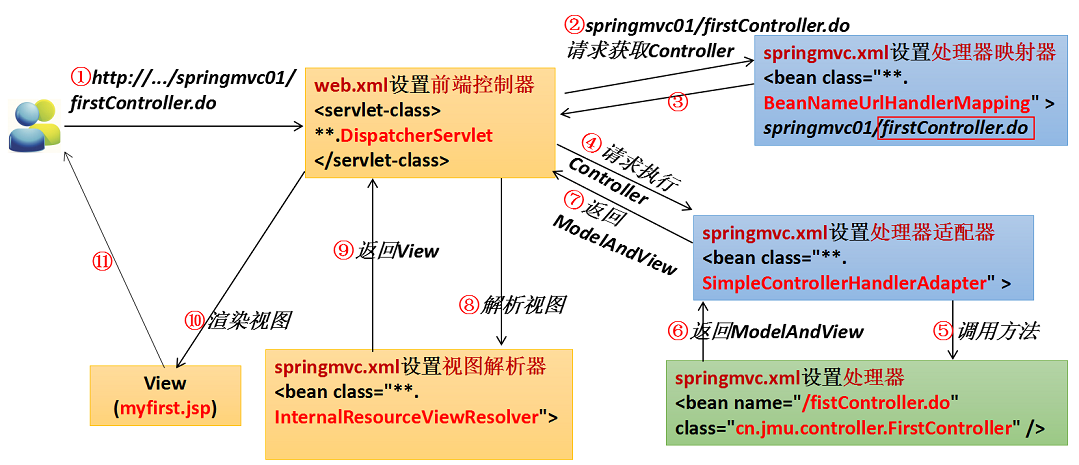 ①http://.../springmvc01/
firstController.do
web.xml设置前端控制器
<servlet-class>
**.DispatcherServlet
</servlet-class>
②springmvc01/firstController.do
请求获取Controller
③
springmvc.xml设置处理器映射器
<bean class="**.
BeanNameUrlHandlerMapping" >
springmvc01/firstController.do
④请求执行
Controller
⑦返回
ModelAndView
springmvc.xml设置处理器适配器
<bean class="**.
SimpleControllerHandlerAdapter" >
⑥返回ModelAndView
⑤调用方法
springmvc.xml设置处理器
<bean name="/fistController.do"
class="cn.jmu.controller.FirstController" />
⑨返回View
⑧解析视图
springmvc.xml设置视图解析器
<bean class="**.
InternalResourceViewResolver">
⑩渲染视图
⑪
View
(myfirst.jsp)